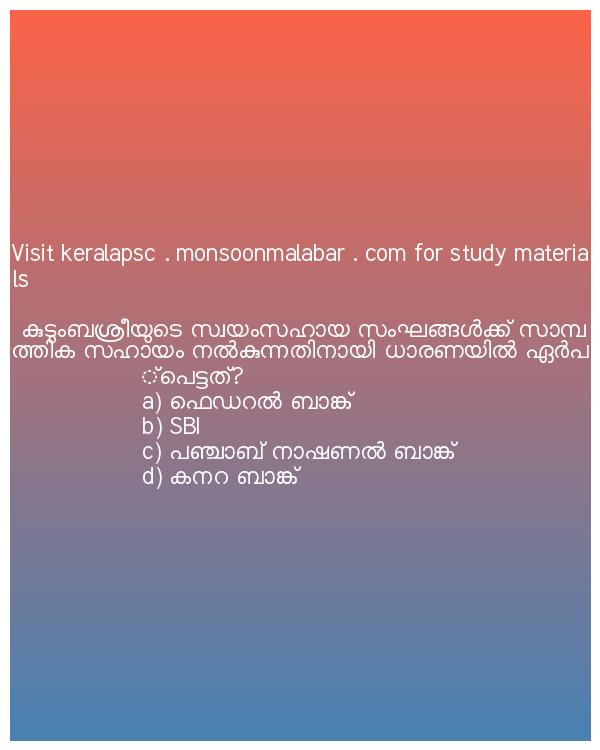 Visit keralapsc . monsoonmalabar . com for study materia
ls
കുടുംബശ്രീയുടെ സ്വയംസഹായ സംഘങ്ങൾക്ക് സാമ്പ
ത്തിക സഹായം നൽകുന്നതിനായി ധാരണയിൽ ഏർപ
്പെട്ടത്?
a) ഫെഡറൽ ബാങ്ക്
b) SBI
c) പഞ്ചാബ് നാഷണൽ ബാങ്ക്
d) കനറ ബാങ്ക്